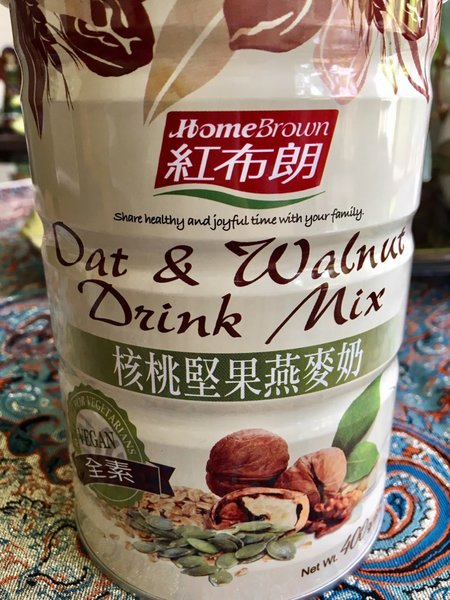 HomeBrown
紅布朗
Share healthy and joyful time with your family.
Oat & Walnut
Drink Mix
核桃堅果燕麥奶
FOR VEGETARIANS
VEGAN
全素
Net Wt. 400